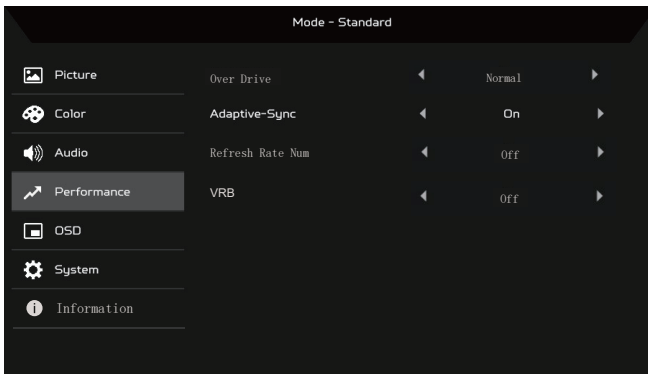 Mode - Standard
Picture
Over Drive Normal
Color
Adaptive-Sync On
Audio
Refresh Rate Num Off
Performance
VRB Off
OSD
System
Information